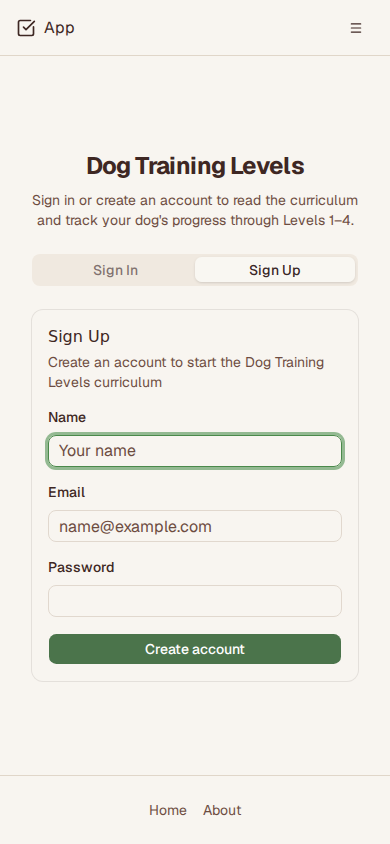 App
Dog Training Levels
Sign in or create an account to read the curriculum
and track your dog's progress through Levels 1–4.
Sign In
Sign Up
Sign Up
Create an account to start the Dog Training
Levels curriculum
Name
Your name
Email
name@example.com
Password
Create account
Home
About